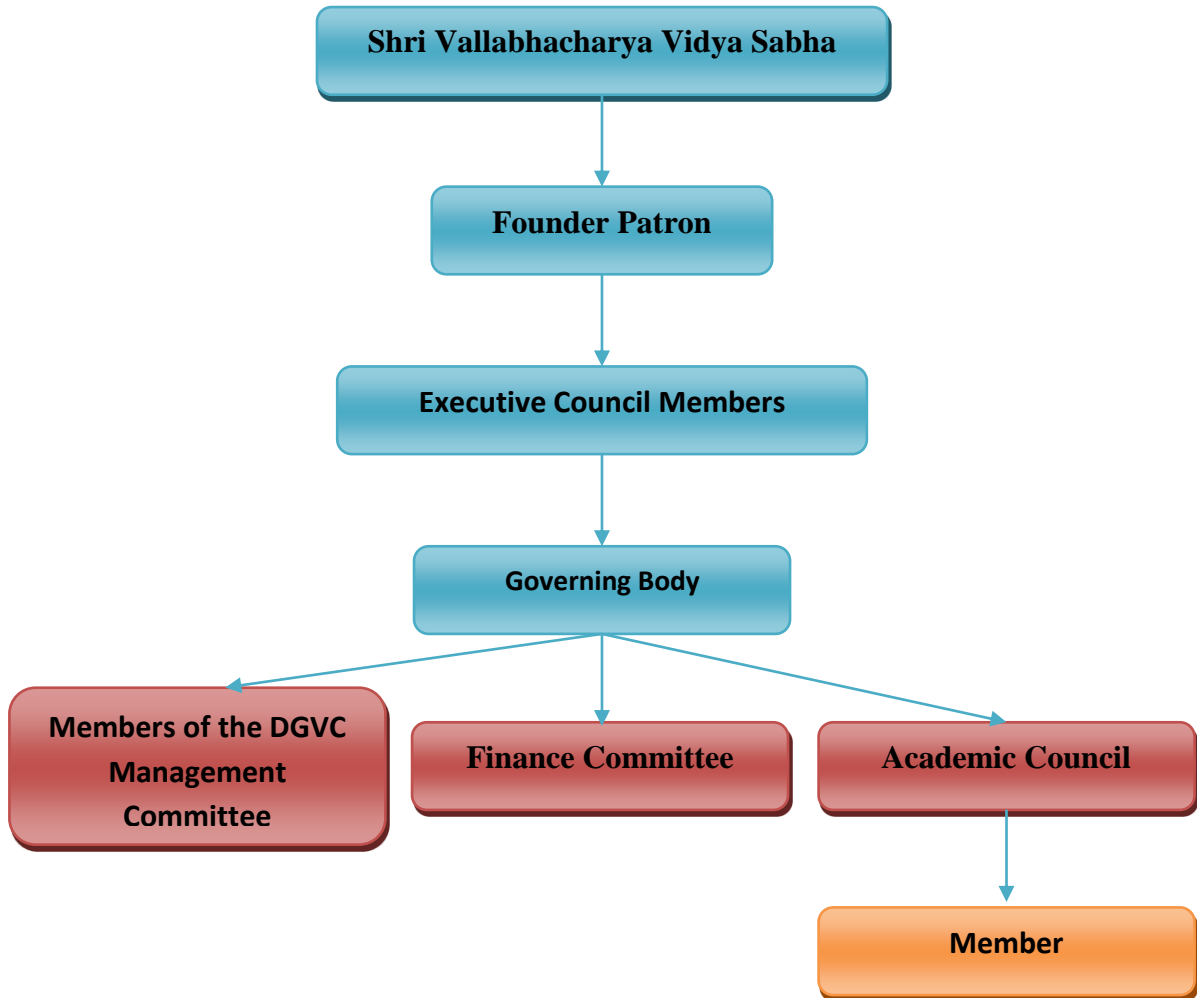 Shri Vallabhacharya Vidya Sabha
Founder Patron
Executive Council Members
Governing Body
Members of the DGVC
Management
Committee
Finance Committee
Academic Council
Member